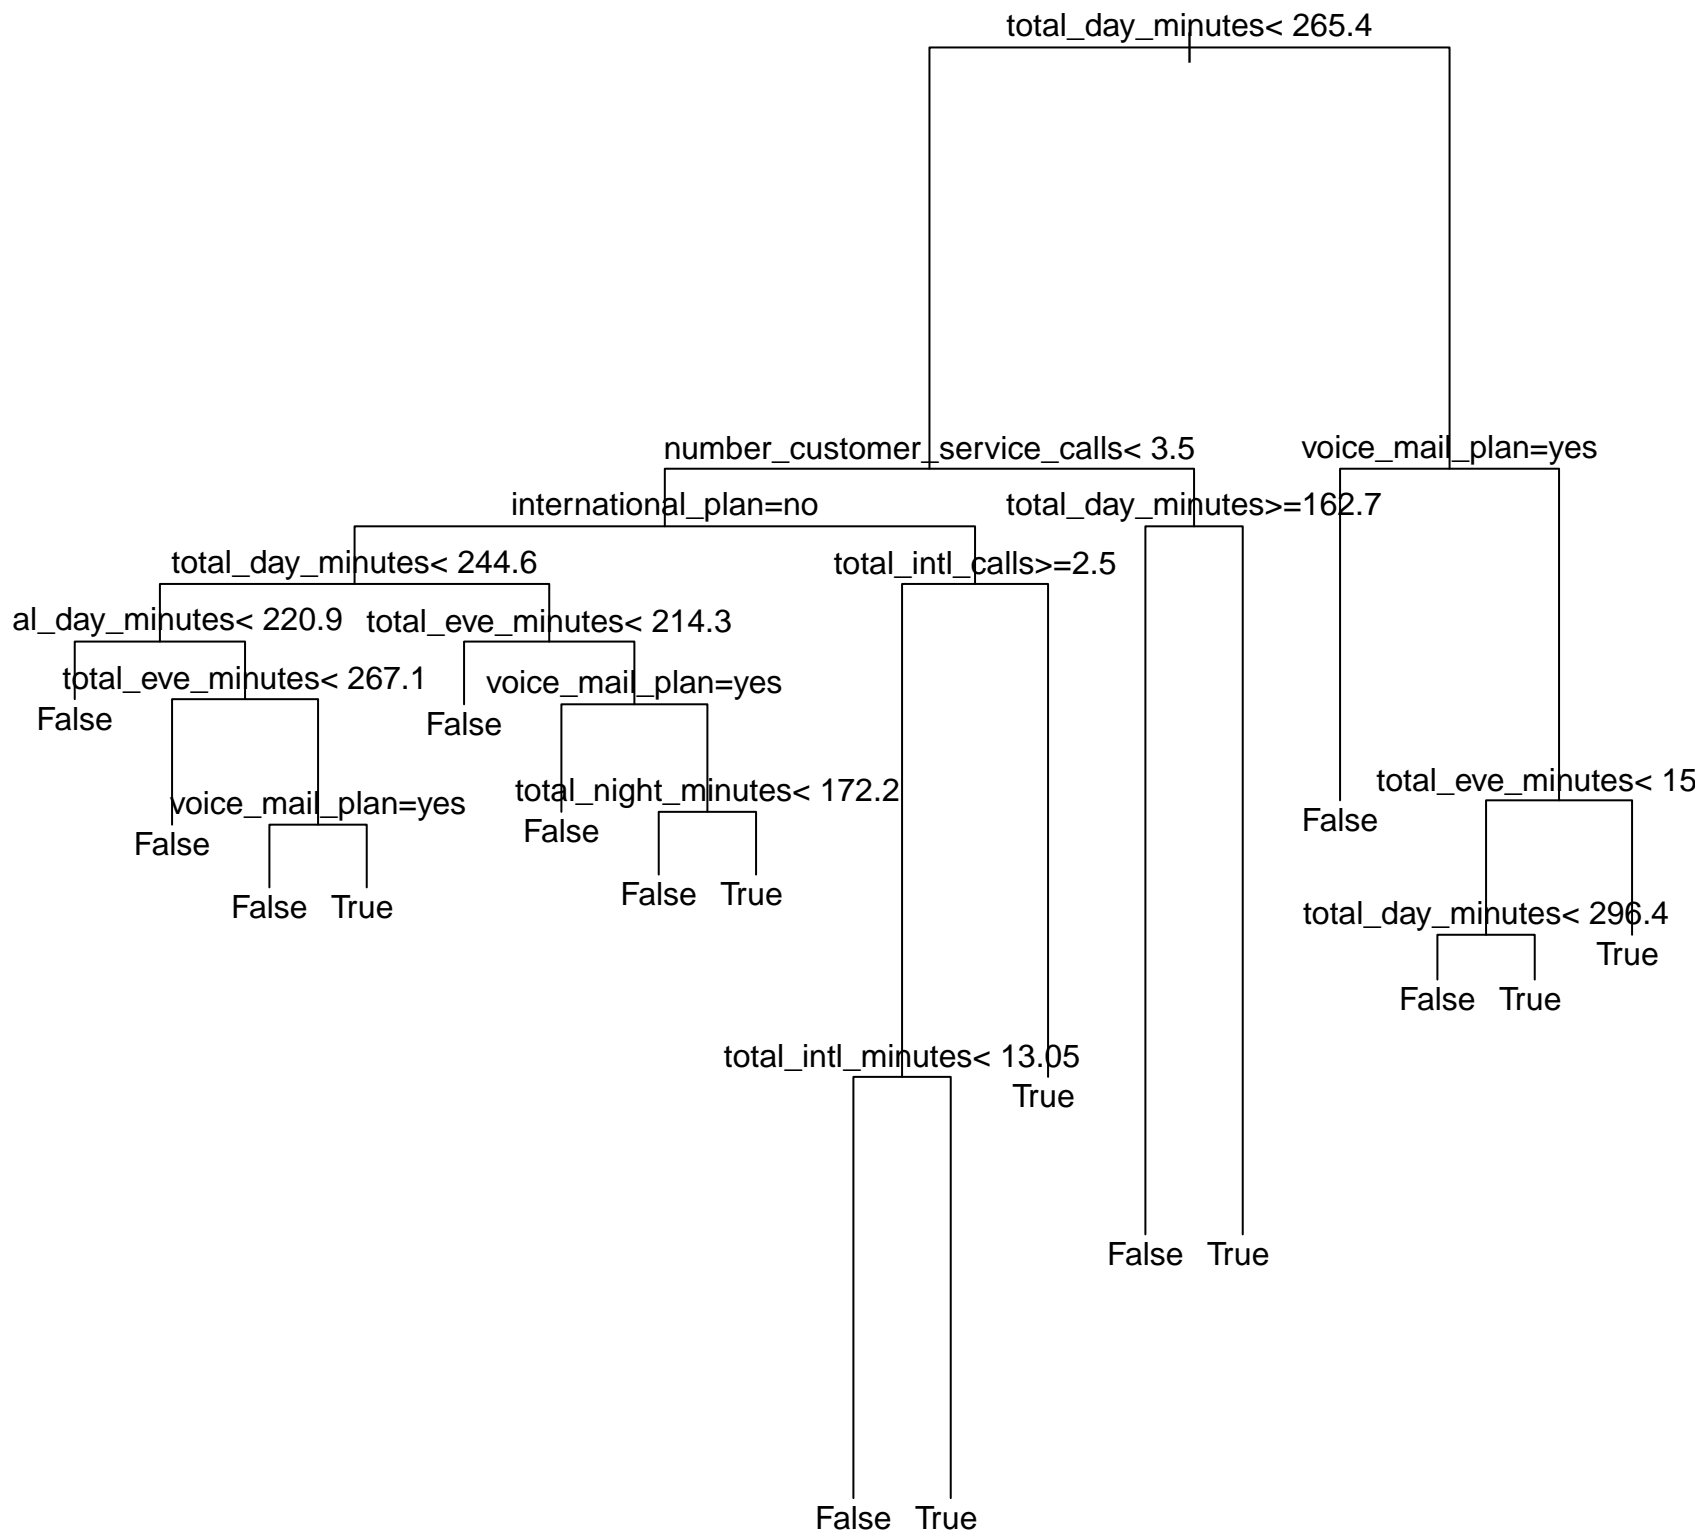 total_day_minutes< 265.4
number_customer_service_calls< 3.5
voice_mail_plan=yes
international_plan=no
total_day_minutes>=162.7
total_day_minutes< 244.6
total_intl_calls>=2.5
al_day_minutes< 220.9
total_eve_minutes< 214.3
total_eve_minutes< 267.1
voice_mail_plan=yes
False
False
total_eve_minutes< 15
total_night_minutes< 172.2
voice_mail_plan=yes
False
False
False
False
True
False
True
total_day_minutes< 296.4
True
False
True
total_intl_minutes< 13.05
True
False
True
False
True